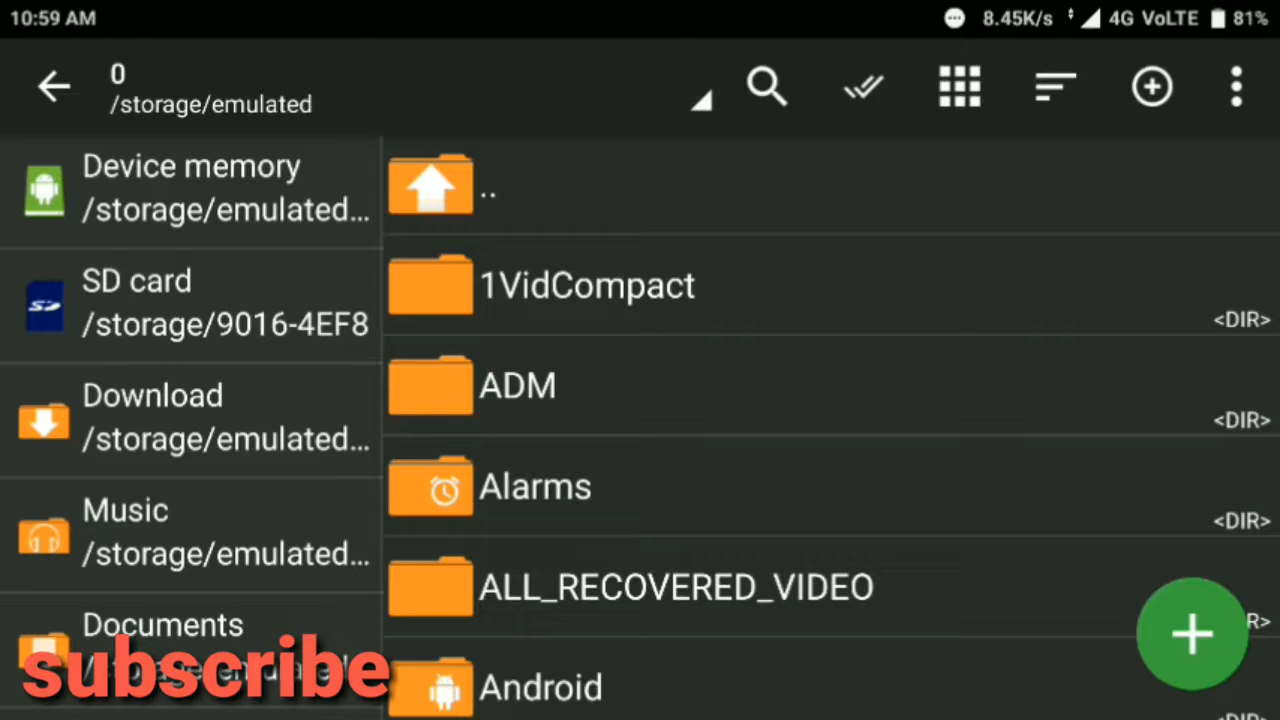 10:59 AM
8.45K/s 4G VoLTE 81%
0
/storage/emulated
Device memory
/storage/emulated...
SD card
/storage/9016-4EF8
Download
/storage/emulated...
Music
/storage/emulated...
Documents
subscribe
..
1VidCompact
<DIR>
ADM
<DIR>
Alarms
<DIR>
ALL_RECOVERED_VIDEO
R>
Android
<DIR>